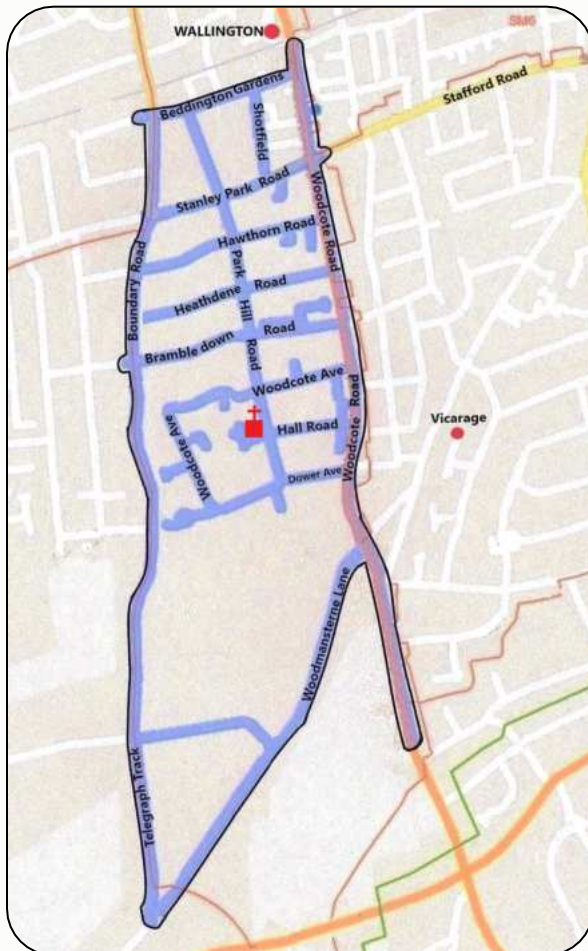 SM6
WALLINGTON
Stafford Road
Beddington Gardens
Shotfield
Stanley Park Road
Woodcote Road
Hawthorn Road
Park Hill Road
Boundary Road
Heathdene Road
Bramble down Road
Woodcote Ave
Woodcote Road
Woodcote Ave
Hall Road
Vicarage
Dower Ave
Woodmansterne Lane
Telegraph Track